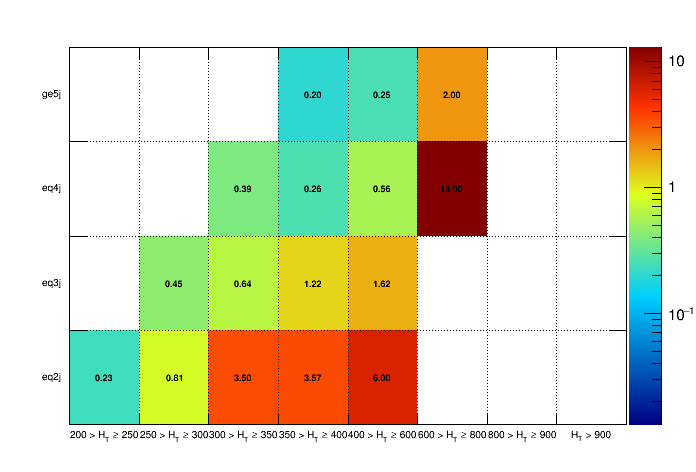 10
ge5j 0.20 0.25 2.00
1
eq4j 0.39 0.26 0.56 13.00
eq3j 0.45 0.64 1.22 1.62
10⁻¹
eq2j 0.23 0.81 3.50 3.57 6.00
200 > H_T ≥ 250 250 > H_T ≥ 300 300 > H_T ≥ 350 350 > H_T ≥ 400 400 > H_T ≥ 600 600 > H_T ≥ 800 800 > H_T ≥ 900 H_T > 900